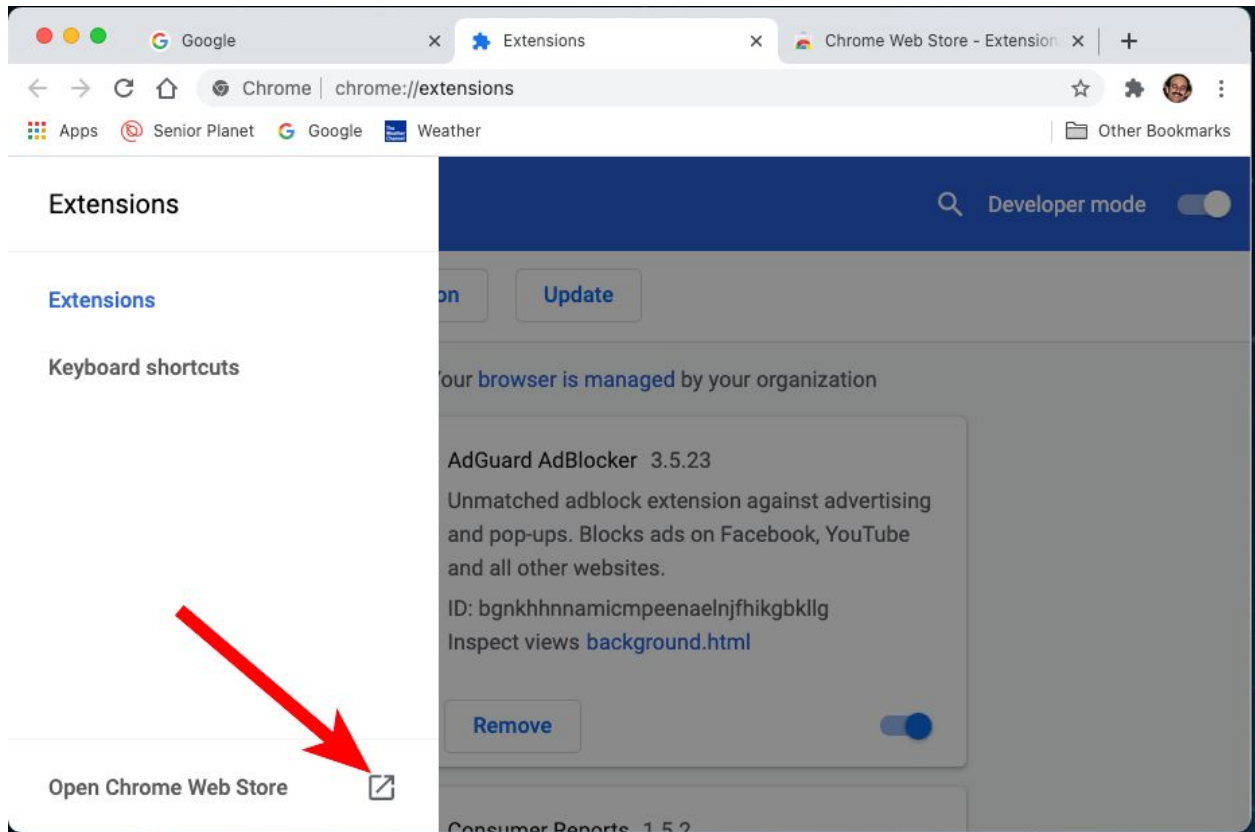 Google
Extensions
Chrome Web Store - Extension
Chrome chrome://extensions
Apps Senior Planet Google Weather Other Bookmarks
Extensions
Developer mode
Extensions
Keyboard shortcuts
on
Update
our browser is managed by your organization
AdGuard AdBlocker 3.5.23
Unmatched adblock extension against advertising
and pop-ups. Blocks ads on Facebook, YouTube
and all other websites.
ID: bgnkhhnnamicmpeenaelnjfhikgbkllg
Inspect views background.html
Remove
Open Chrome Web Store
Consumer Reports 1.5.2